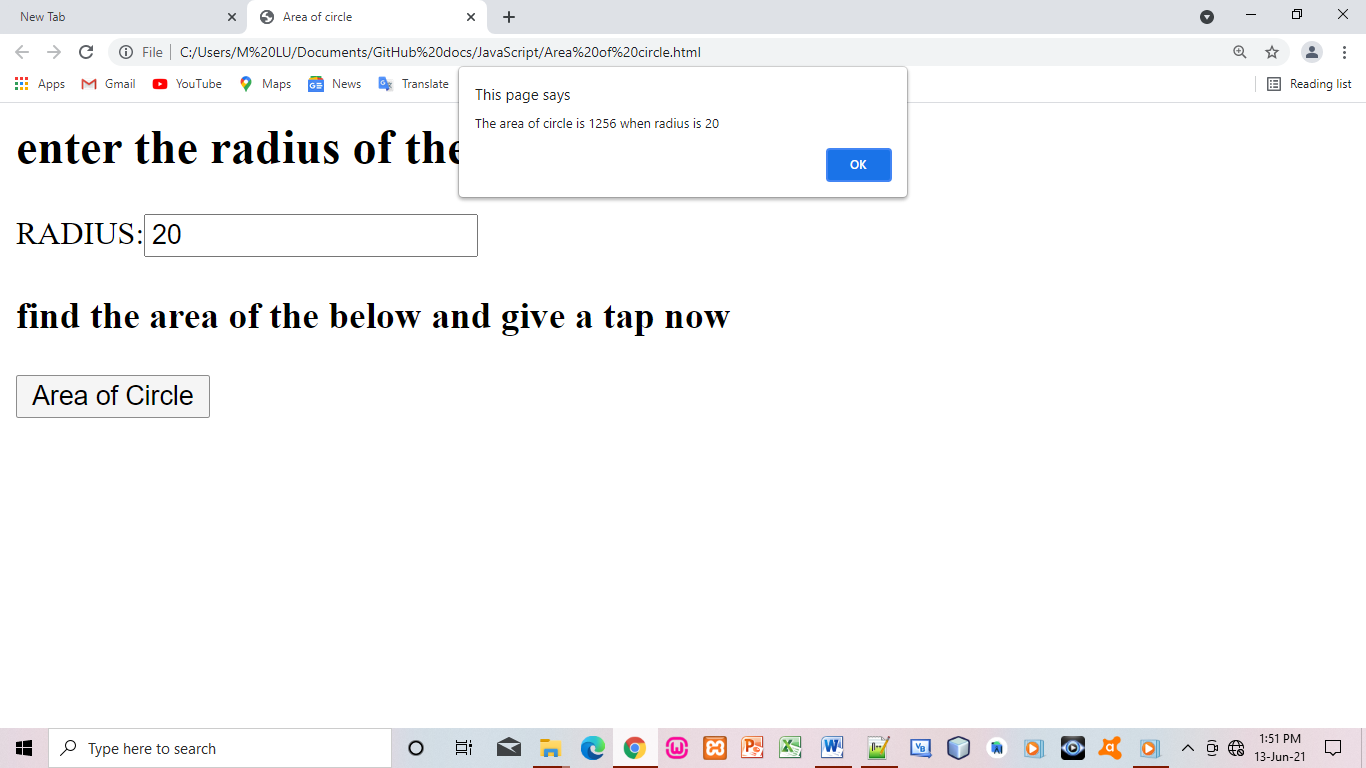 New Tab
Area of circle
File
C:/Users/M%20LU/Documents/GitHub%20docs/JavaScript/Area%20of%20circle.html
Apps Gmail YouTube Maps News Translate Reading list
This page says
The area of circle is 1256 when radius is 20
OK
enter the radius of the
RADIUS: 20
find the area of the below and give a tap now
Area of Circle
Type here to search
1:51 PM
13-Jun-21